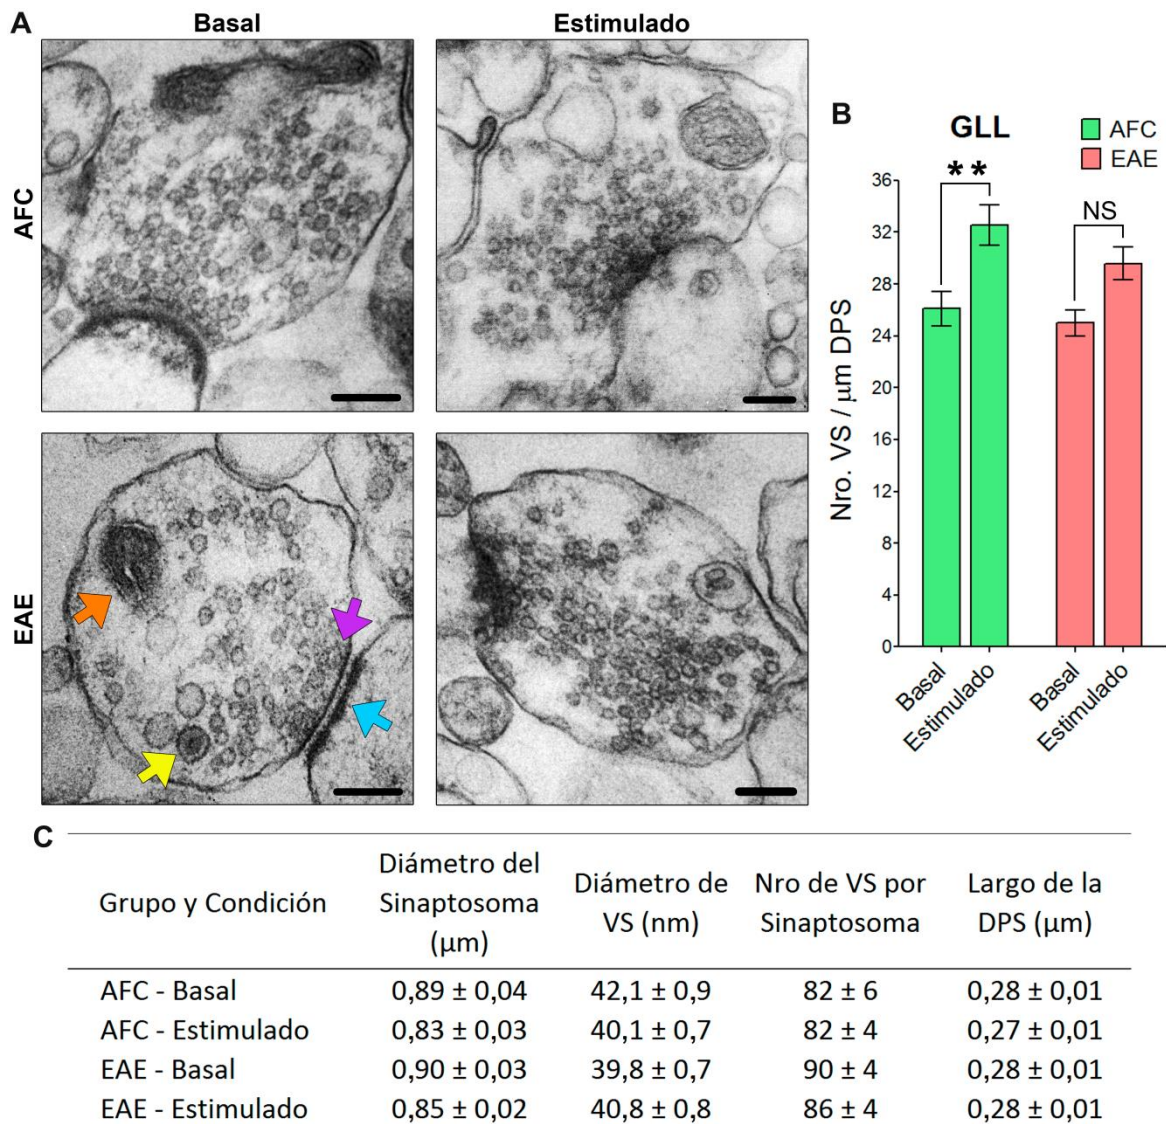 A
Basal
Estimulado
AFC
EAE
B
GLL
AFC
EAE
**
NS
Nro. VS / μm DPS
36
32
28
24
20
16
12
8
4
0
Basal
Estimulado
Basal
Estimulado
C
Grupo y Condición
Diámetro del
Sinaptosoma
(μm)
Diámetro de
VS (nm)
Nro de VS por
Sinaptosoma
Largo de la
DPS (μm)
AFC - Basal 0,89 ± 0,04 42,1 ± 0,9 82 ± 6 0,28 ± 0,01
AFC - Estimulado 0,83 ± 0,03 40,1 ± 0,7 82 ± 4 0,27 ± 0,01
EAE - Basal 0,90 ± 0,03 39,8 ± 0,7 90 ± 4 0,28 ± 0,01
EAE - Estimulado 0,85 ± 0,02 40,8 ± 0,8 86 ± 4 0,28 ± 0,01